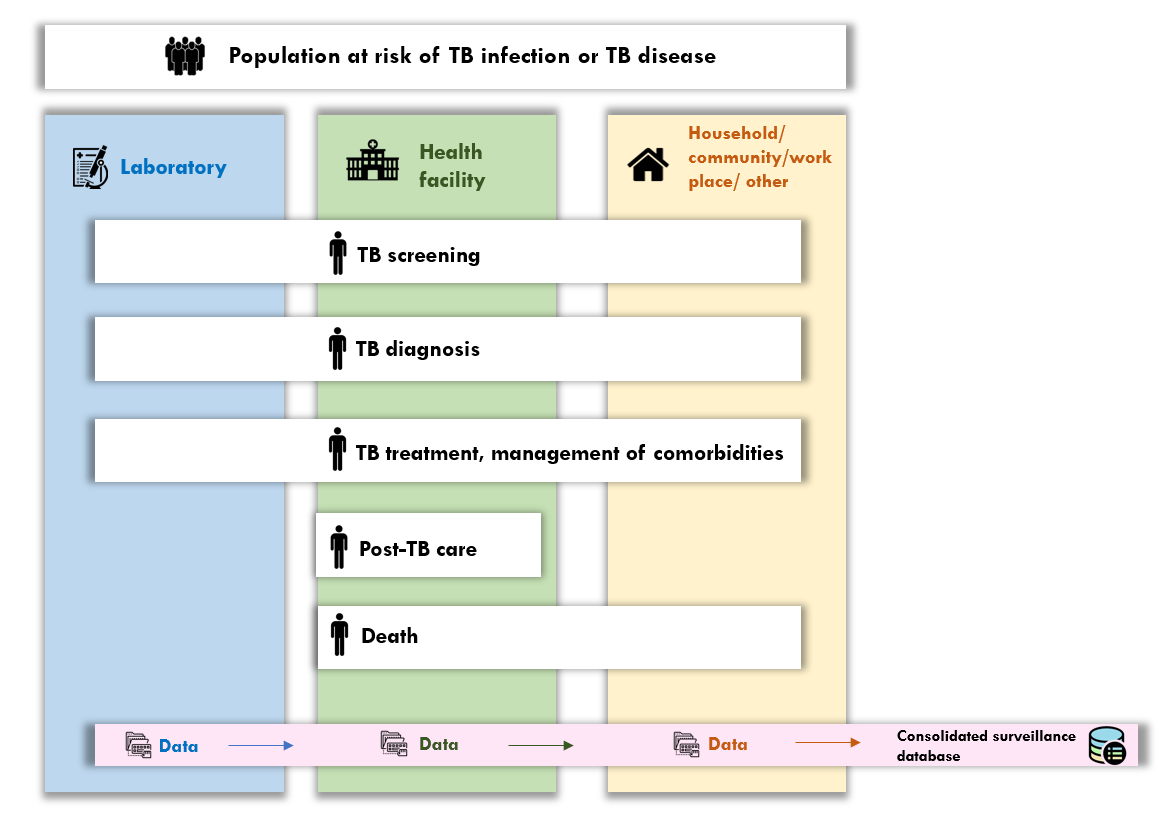 Population at risk of TB infection or TB disease
Laboratory
Health
facility
Household/
community/work
place/ other
TB screening
TB diagnosis
TB treatment, management of comorbidities
Post-TB care
Death
Data
Data
Data
Consolidated surveillance
database